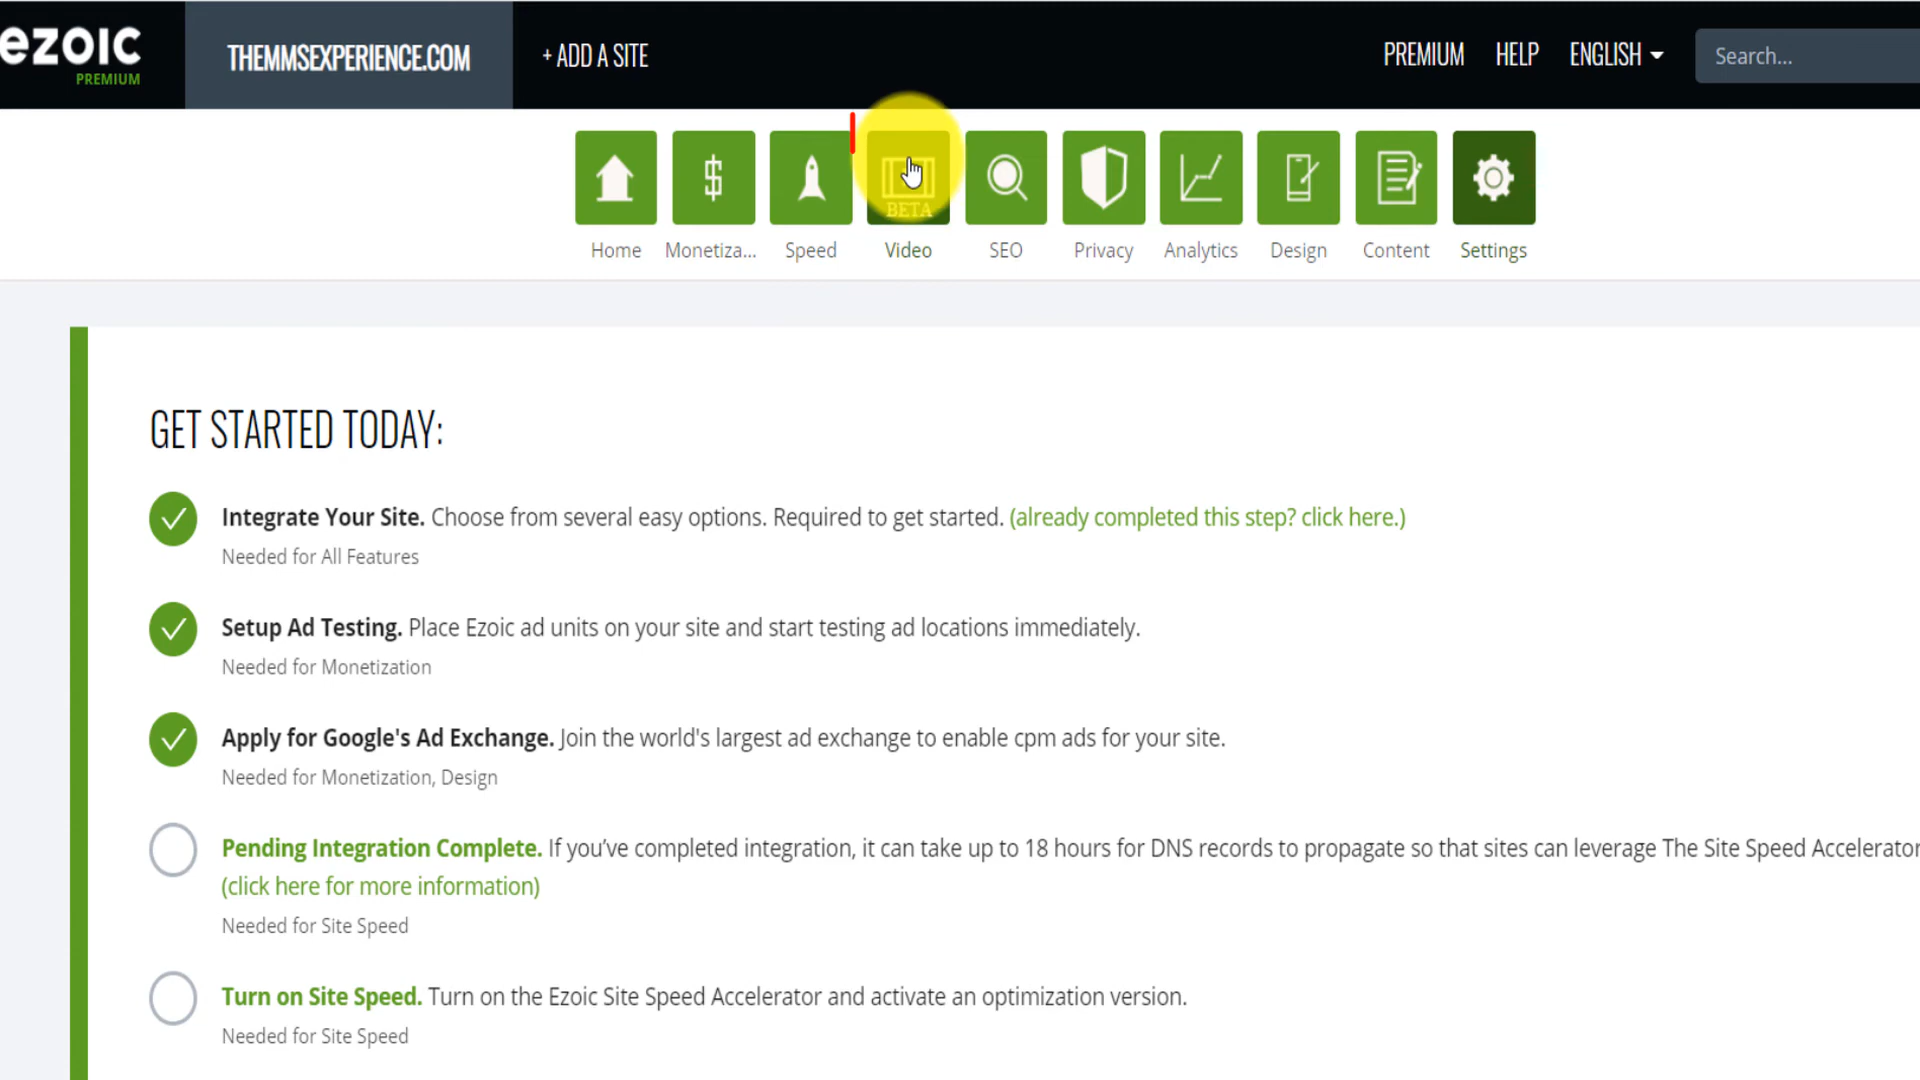 ezoic
PREMIUM
THEMMSEXPERIENCE.COM
+ ADD A SITE
PREMIUM
HELP
ENGLISH
Search...
BETA
Home
Monetiza...
Speed
Video
SEO
Privacy
Analytics
Design
Content
Settings
GET STARTED TODAY:
Integrate Your Site. Choose from several easy options. Required to get started. (already completed this step? click here.)
Needed for All Features
Setup Ad Testing. Place Ezoic ad units on your site and start testing ad locations immediately.
Needed for Monetization
Apply for Google's Ad Exchange. Join the world's largest ad exchange to enable cpm ads for your site.
Needed for Monetization, Design
Pending Integration Complete. If you’ve completed integration, it can take up to 18 hours for DNS records to propagate so that sites can leverage The Site Speed Accelerator
(click here for more information)
Needed for Site Speed
Turn on Site Speed. Turn on the Ezoic Site Speed Accelerator and activate an optimization version.
Needed for Site Speed